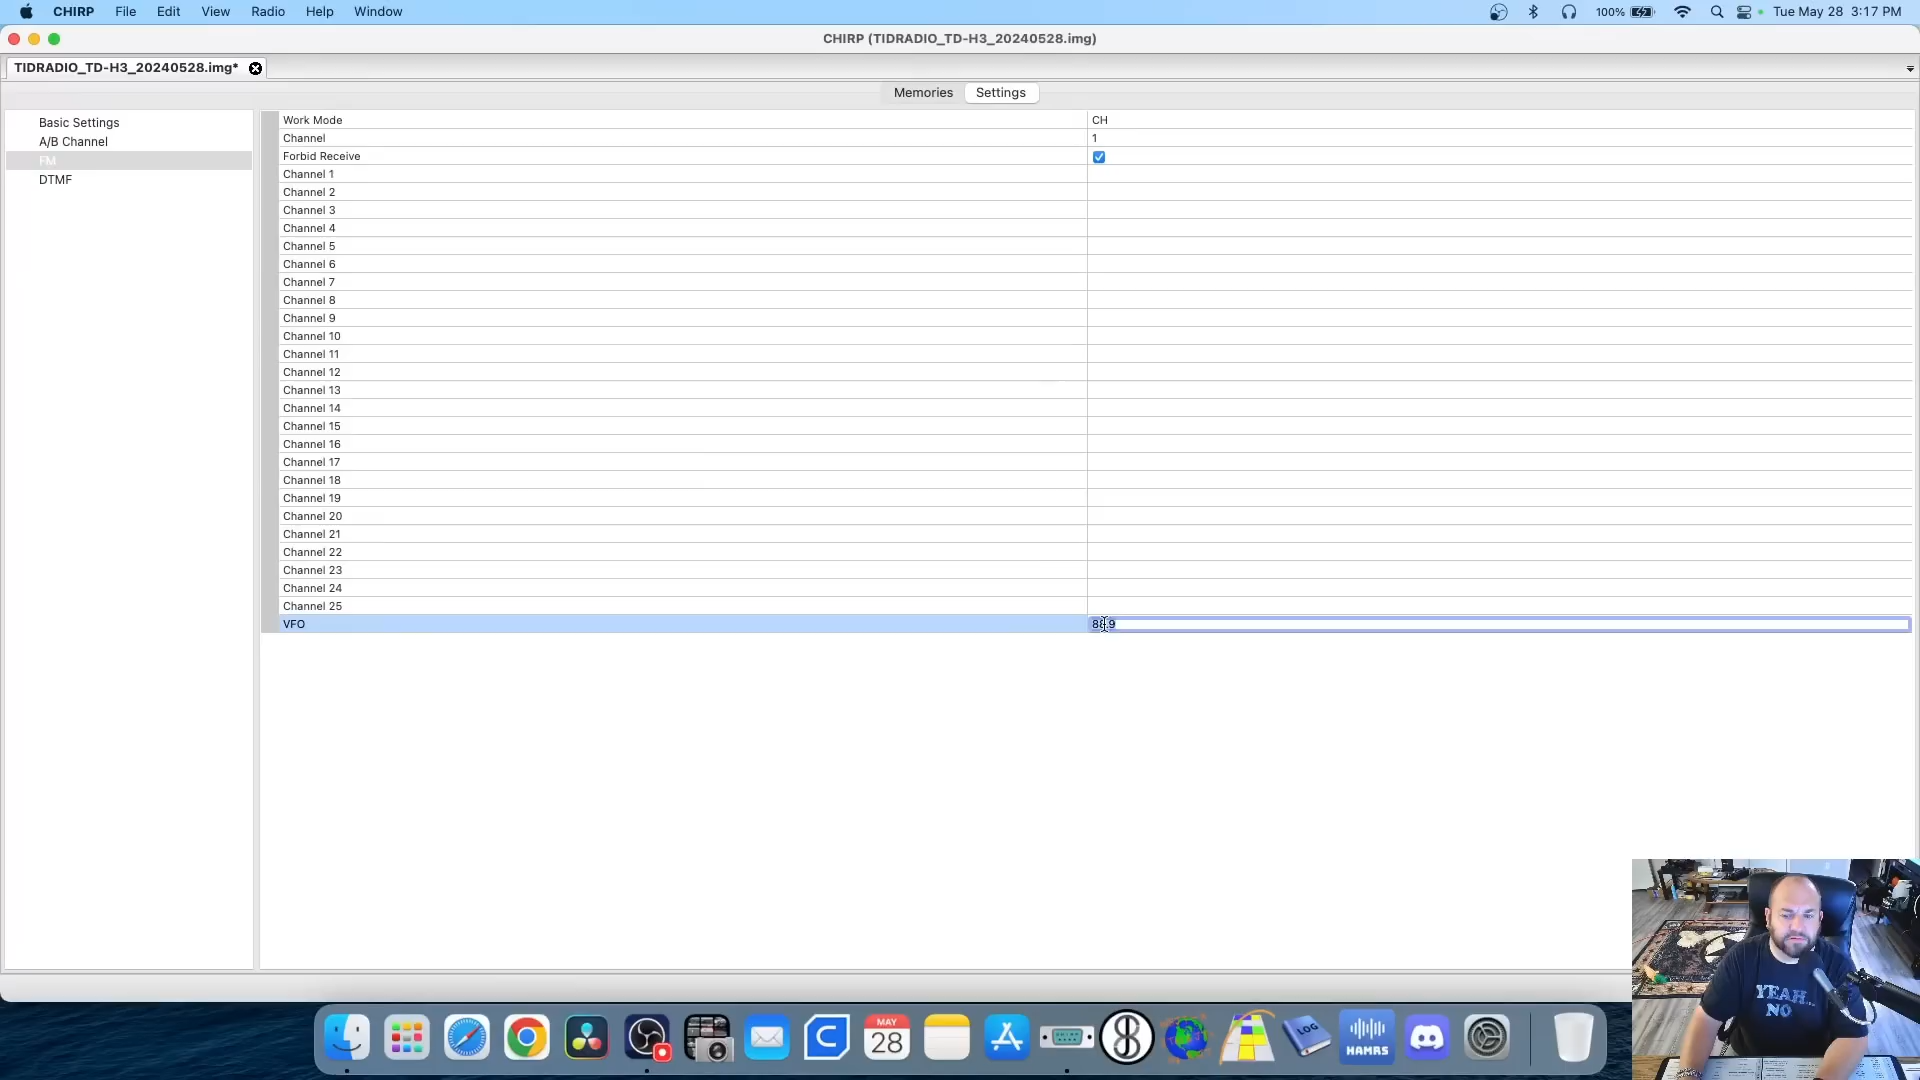 CHIRP File Edit View Radio Help Window 100% Tue May 28 3:17 PM
CHIRP (TIDRADIO_TD-H3_20240528.img)
TIDRADIO_TD-H3_20240528.img*
Memories Settings
Basic Settings
A/B Channel
FM
DTMF
Work Mode CH
Channel 1
Forbid Receive
Channel 1
Channel 2
Channel 3
Channel 4
Channel 5
Channel 6
Channel 7
Channel 8
Channel 9
Channel 10
Channel 11
Channel 12
Channel 13
Channel 14
Channel 15
Channel 16
Channel 17
Channel 18
Channel 19
Channel 20
Channel 21
Channel 22
Channel 23
Channel 24
Channel 25
VFO
YEAH...
NO
MAY
28
LOG
HAMRS